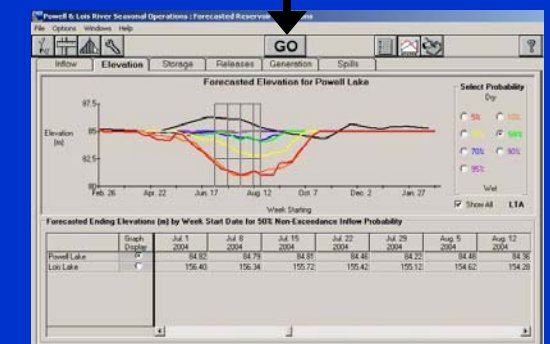 Powell & Lois River Seasonal Operations : Forecasted Reservoir
File Options Windows Help
GO
?
Inflow Elevation Storage Releases Generation Spills
Forecasted Elevation for Powell Lake
Select Probability
Dry
5% 10%
50%
70% 90%
95%
Wet
Show All LTA
87.5
Elevation 85
(m)
82.5
80
Feb. 26 Apr. 22 Jun. 17 Aug. 12 Oct. 7 Dec. 2 Jan. 27
Week Starting
Forecasted Ending Elevations (m) by Week Start Date for 50% Non-Exceedance Inflow Probability
Graph Display Jul 1 2004 Jul 8 2004 Jul 15 2004 Jul 22 2004 Jul 29 2004 Aug 5 2004 Aug 12 2004
Powell Lake 84.82 84.79 84.81 84.46 84.22 84.48 84.36
Lois Lake 156.40 156.34 155.72 155.42 155.12 154.62 154.28